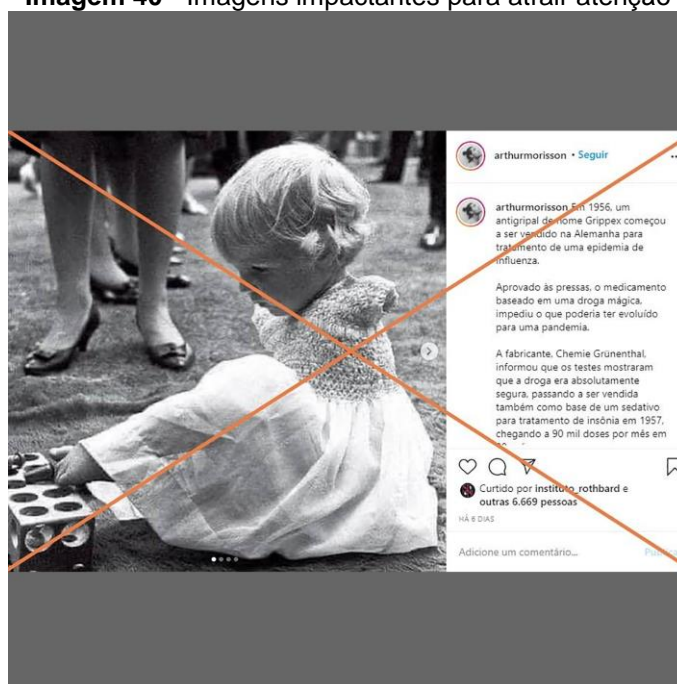 Imagem 40 - Imagens impactantes para atrair atenção
arthurmorisson • Seguir
arthurmorisson Em 1956, um
antigripal de nome Grippex começou
a ser vendido na Alemanha para
tratamento de uma epidemia de
influenza.
Aprovado às pressas, o medicamento
baseado em uma droga mágica,
impediu o que poderia ter evoluído
para uma pandemia.
A fabricante, Chemie Grünenthal,
informou que os testes mostraram
que a droga era absolutamente
segura, passando a ser vendida
também como base de um sedativo
para tratamento de insônia em 1957,
chegando a 90 mil doses por mês em
Curtido por instituto_rothbard e
outras 6.669 pessoas
HÁ 6 DIAS
Adicione um comentário...